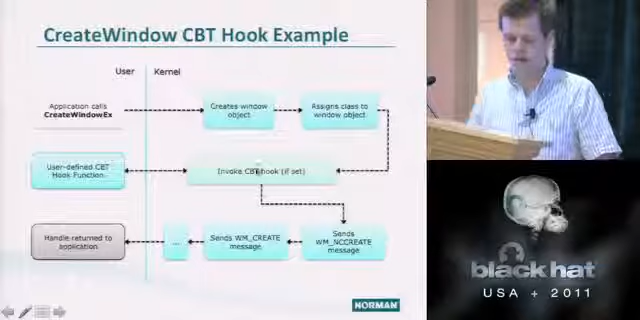 CreateWindow CBT Hook Example
User
Kernel
Application calls
CreateWindowEx
Creates window
object
Assigns class to
window object
User-defined CBT
Hook Function
Invoke CBT hook (if set)
Handle returned to
application
...
Sends WM_CREATE
message
Sends
WM_NCCREATE
message
NORMAN
black hat
USA + 2011